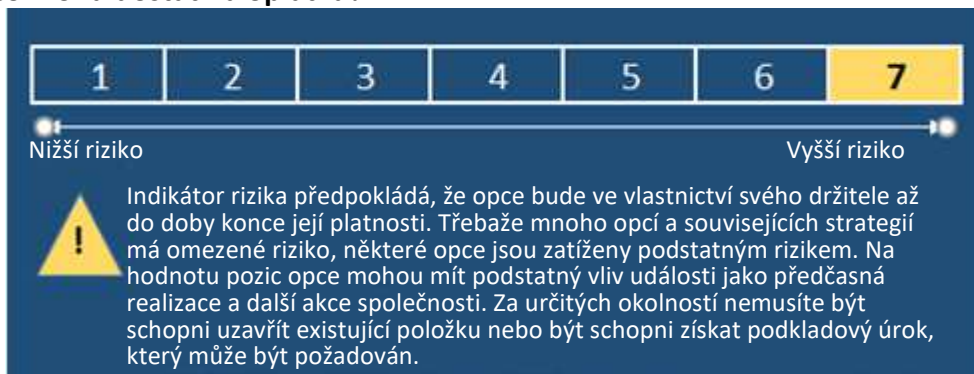 1 2 3 4 5 6 7
Nižší riziko Vyšší riziko
Indikátor rizika předpokládá, že opce bude ve vlastnictví svého držitele až
do doby konce její platnosti. Třebaže mnoho opcí a souvisejících strategií
má omezené riziko, některé opce jsou zatíženy podstatným rizikem. Na
hodnotu pozic opce mohou mít podstatný vliv události jako předčasná
realizace a další akce společnosti. Za určitých okolností nemusíte být
schopni uzavřít existující položku nebo být schopni získat podkladový úrok,
který může být požadován.